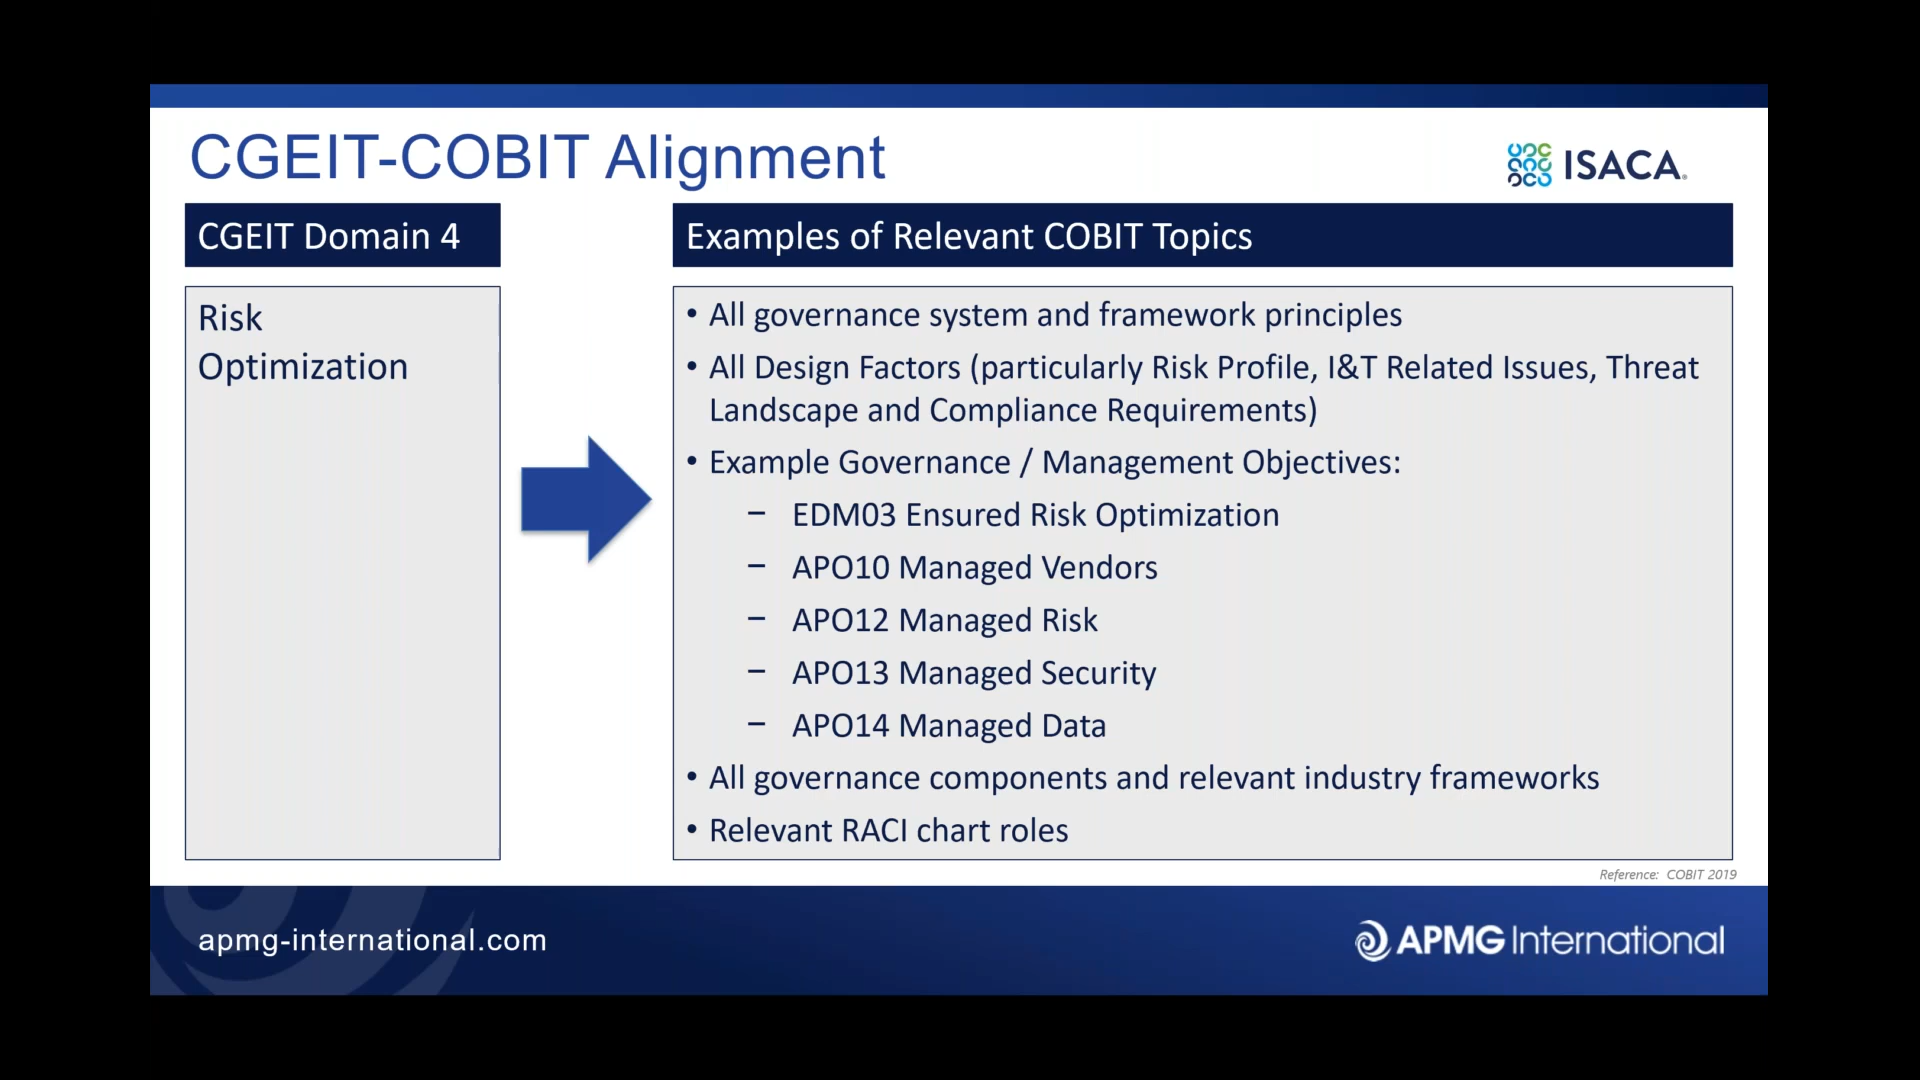 CGEIT-COBIT Alignment
ISACA®
CGEIT Domain 4
Examples of Relevant COBIT Topics
Risk
Optimization
• All governance system and framework principles
• All Design Factors (particularly Risk Profile, I&T Related Issues, Threat
Landscape and Compliance Requirements)
• Example Governance / Management Objectives:
– EDM03 Ensured Risk Optimization
– APO10 Managed Vendors
– APO12 Managed Risk
– APO13 Managed Security
– APO14 Managed Data
• All governance components and relevant industry frameworks
• Relevant RACI chart roles
Reference: COBIT 2019
apmg-international.com
APMG International